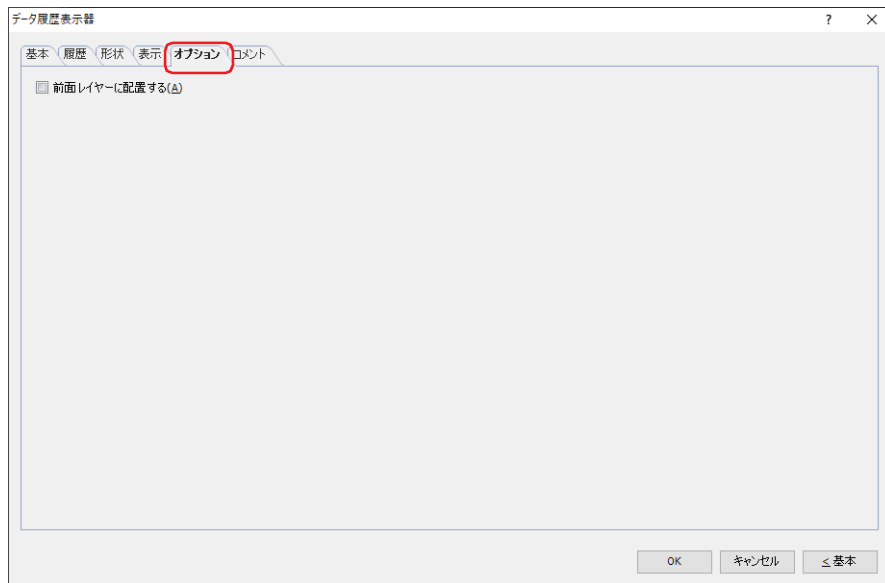 データ履歴表示器 ? ×
基本 履歴 形状 表示 オプション コメント
前面レイヤーに配置する(A)
OK キャンセル < 基本